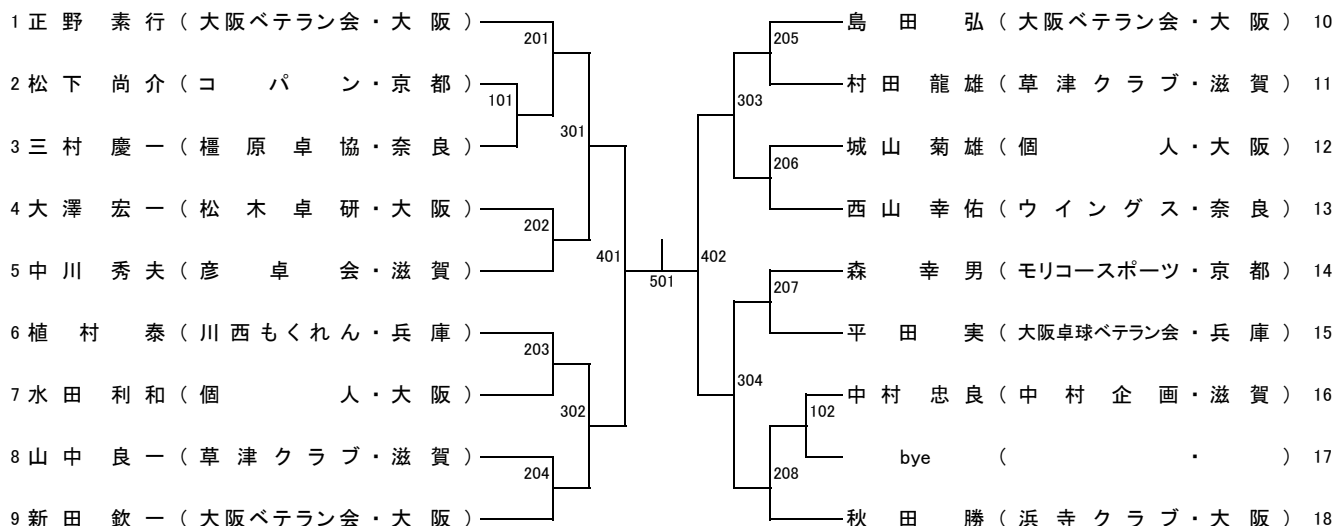 1 正野 素行 （大阪ベテラン会・大阪）
2 松下 尚介 （コパン・京都）
3 三村 慶一 （橿原卓協・奈良）
4 大澤 宏一 （松木卓研・大阪）
5 中川 秀夫 （彦卓会・滋賀）
6 植村 泰 （川西もくれん・兵庫）
7 水田 利和 （個人・大阪）
8 山中 良一 （草津クラブ・滋賀）
9 新田 欽一 （大阪ベテラン会・大阪）
201
101
301
202
401
203
302
204
501
402
303
205
206
304
207
102
208
島田 弘 （大阪ベテラン会・大阪） 10
村田 龍雄 （草津クラブ・滋賀） 11
城山 菊雄 （個人・大阪） 12
西山 幸佑 （ウイングス・奈良） 13
森 幸男 （モリコースポーツ・京都） 14
平田 実 （大阪卓球ベテラン会・兵庫） 15
中村 忠良 （中村企画・滋賀） 16
bye （ ・ ） 17
秋田 勝 （浜寺クラブ・大阪） 18